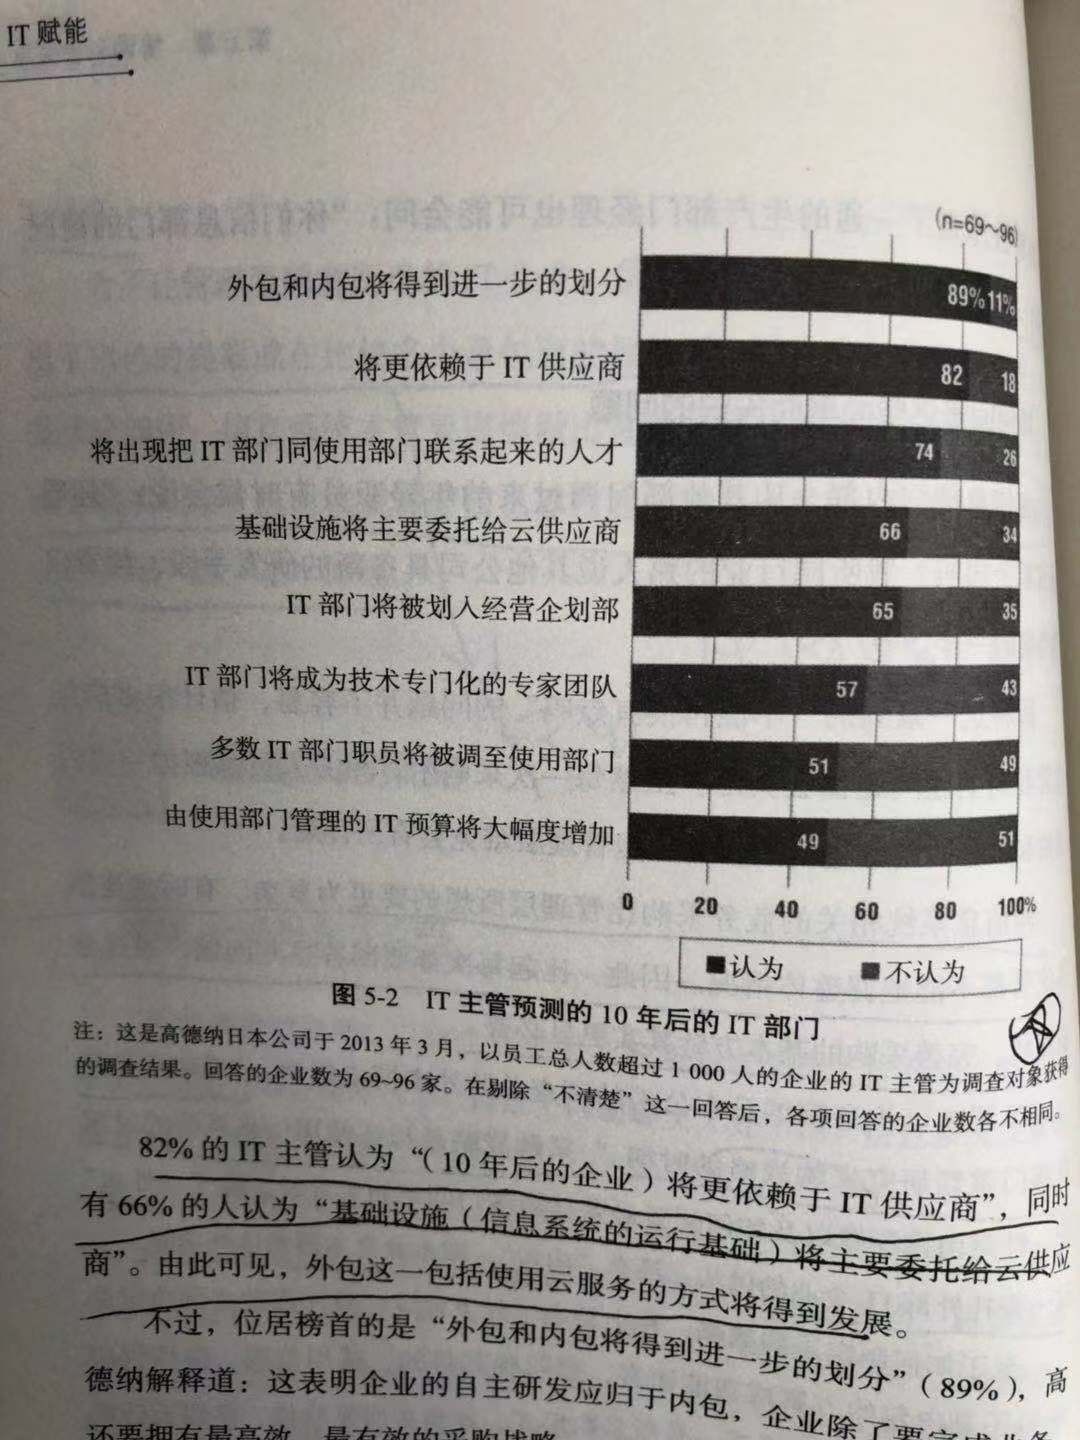 IT 赋能
(n=69～96)
外包和内包将得到进一步的划分 89% 11%
将更依赖于 IT 供应商 82 18
将出现把 IT 部门同使用部门联系起来的人才 74 26
基础设施将主要委托给云供应商 66 34
IT 部门将被划入经营企划部 65 35
IT 部门将成为技术专门化的专家团队 57 43
多数 IT 部门职员将被调至使用部门 51 49
由使用部门管理的 IT 预算将大幅度增加 49 51
0 20 40 60 80 100%
■认为 ■不认为
图 5-2 IT 主管预测的 10 年后的 IT 部门
注：这是高德纳日本公司于 2013 年 3 月，以员工总人数超过 1 000 人的企业的 IT 主管为调查对象获得
的调查结果。回答的企业数为 69~96 家。在剔除“不清楚”这一回答后，各项回答的企业数各不相同。
82% 的 IT 主管认为“（10 年后的企业）将更依赖于 IT 供应商”，同时
有 66% 的人认为“基础设施（信息系统的运行基础）将主要委托给云供应
商”。由此可见，外包这一包括使用云服务的方式将得到发展。
不过，位居榜首的是“外包和内包将得到进一步的划分”（89%），高
德纳解释道：这表明企业的自主研发应归于内包，企业除了要完成业务
还要拥有最高效、最有效的采购战略